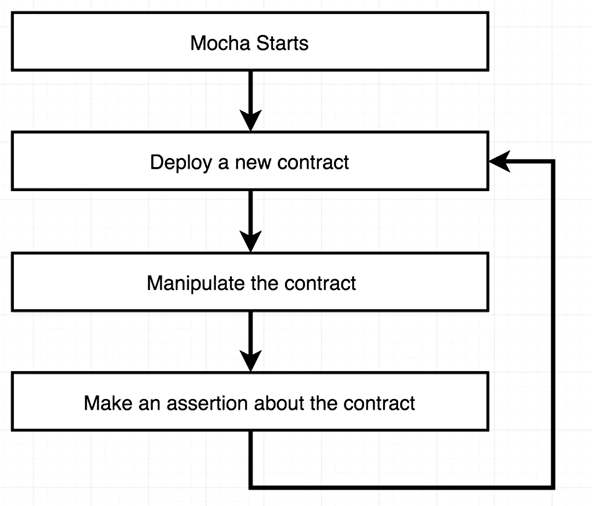 Mocha Starts
Deploy a new contract
Manipulate the contract
Make an assertion about the contract